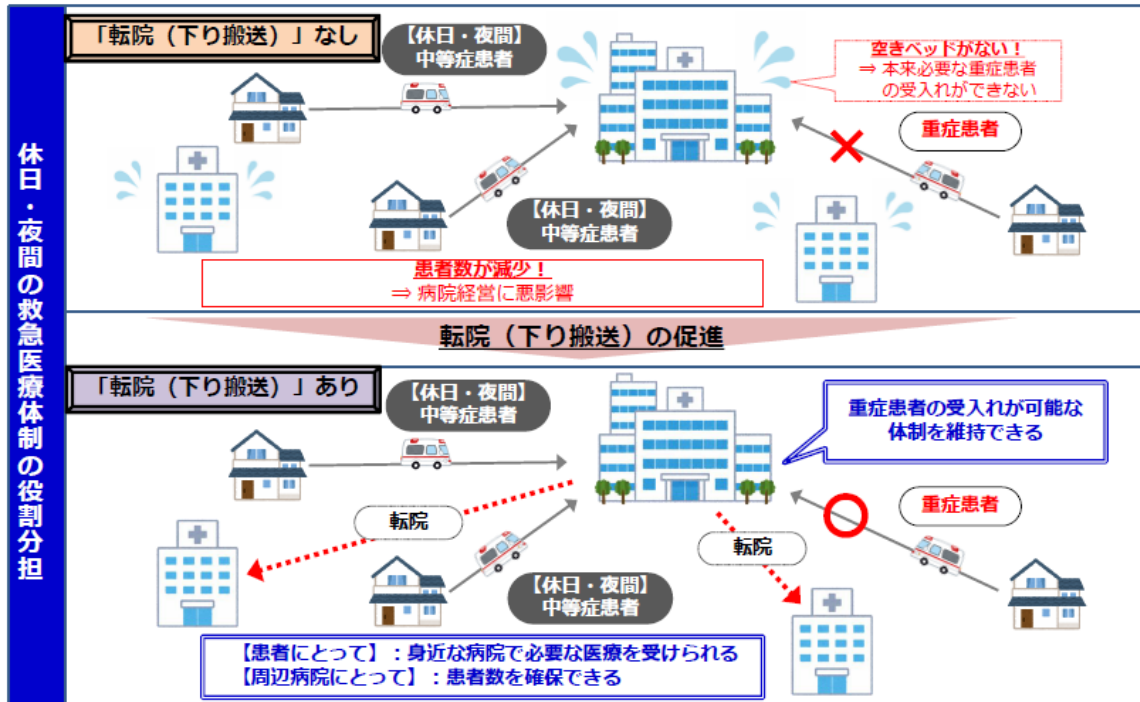 休日・夜間の救急医療体制の役割分担
「転院（下り搬送）」なし
【休日・夜間】
中等症患者
空きベッドがない！
⇒ 本来必要な重症患者
の受入れができない
重症患者
【休日・夜間】
中等症患者
患者数が減少！
⇒ 病院経営に悪影響
転院（下り搬送）の促進
「転院（下り搬送）」あり
【休日・夜間】
中等症患者
重症患者の受入れが可能な
体制を維持できる
重症患者
転院
転院
【休日・夜間】
中等症患者
【患者にとって】：身近な病院で必要な医療を受けられる
【周辺病院にとって】：患者数を確保できる